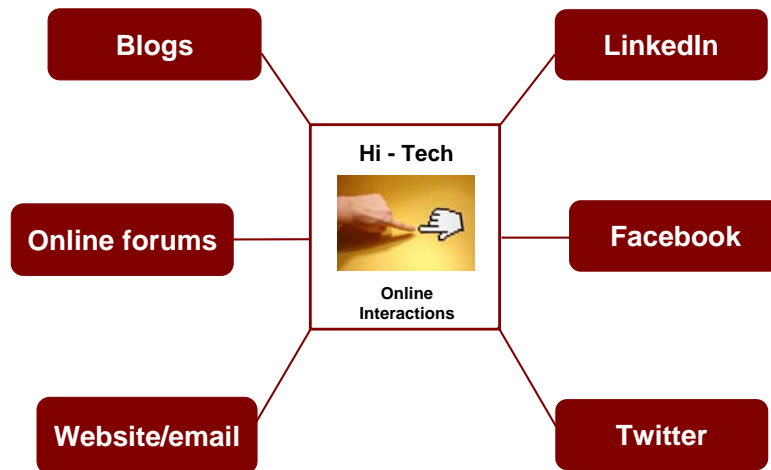 Blogs
LinkedIn
Hi - Tech
Online forums
Facebook
Online
Interactions
Website/email
Twitter